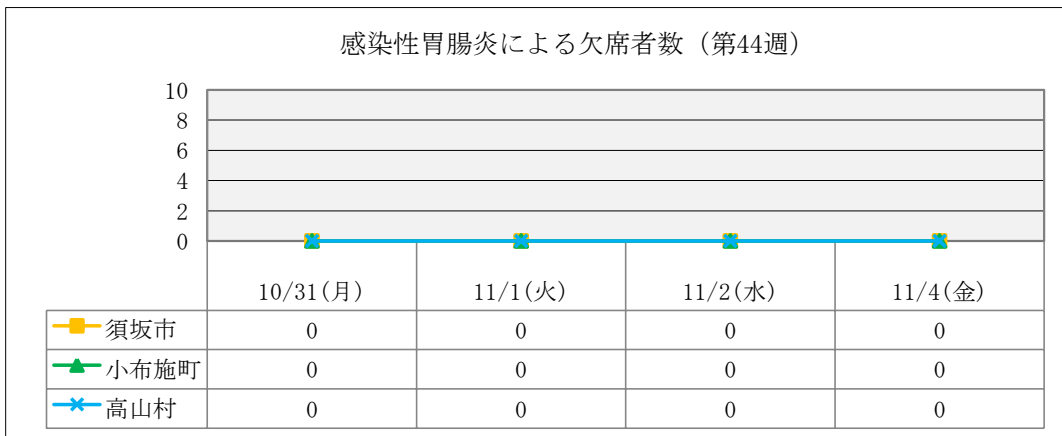 感染性胃腸炎による欠席者数（第44週）
10
8
6
4
2
0
10/31(月) 11/1(火) 11/2(水) 11/4(金)
須坂市 0 0 0 0
小布施町 0 0 0 0
高山村 0 0 0 0